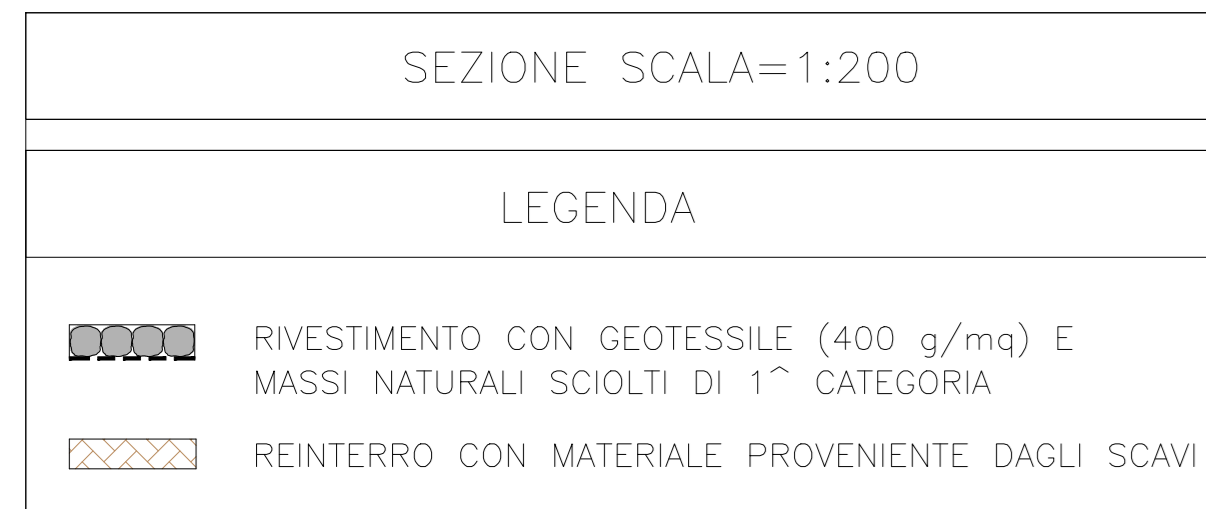 SEZIONE SCALA=1:200
LEGENDA
RIVESTIMENTO CON GEOTESSILE (400 g/mq) E
MASSI NATURALI SCIOLTI DI 1^ CATEGORIA
REINTERRO CON MATERIALE PROVENIENTE DAGLI SCAVI